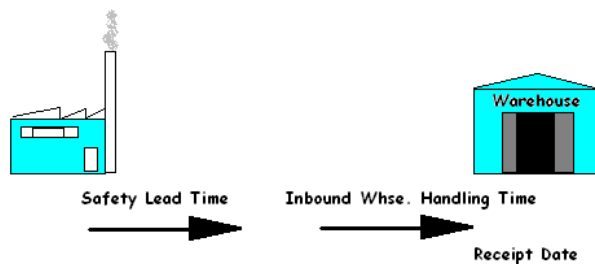 Warehouse
Safety Lead Time
Inbound Whse. Handling Time
Receipt Date